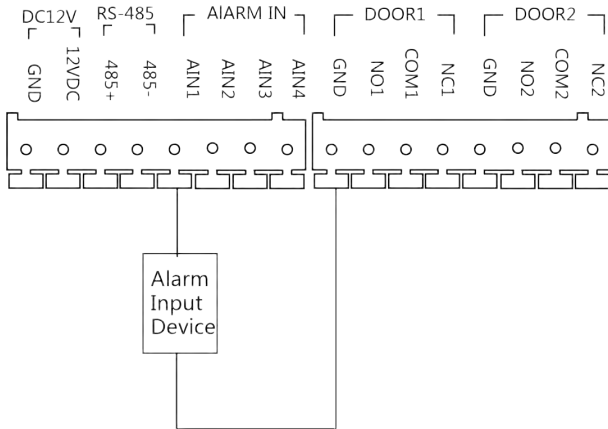 DC12V RS-485 AlARM IN DOOR1 DOOR2
GND 12VDC 485+ 485- AIN1 AIN2 AIN3 AIN4 GND NO1 COM1 NC1 GND NO2 COM2 NC2
Alarm
Input
Device